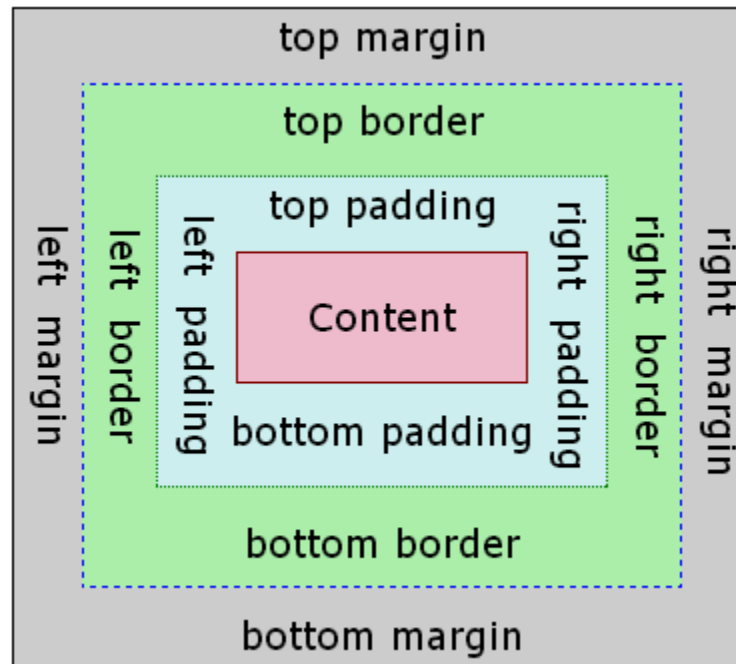 top margin
top border
top padding
left margin
left border
left padding
Content
right padding
right border
right margin
bottom padding
bottom border
bottom margin